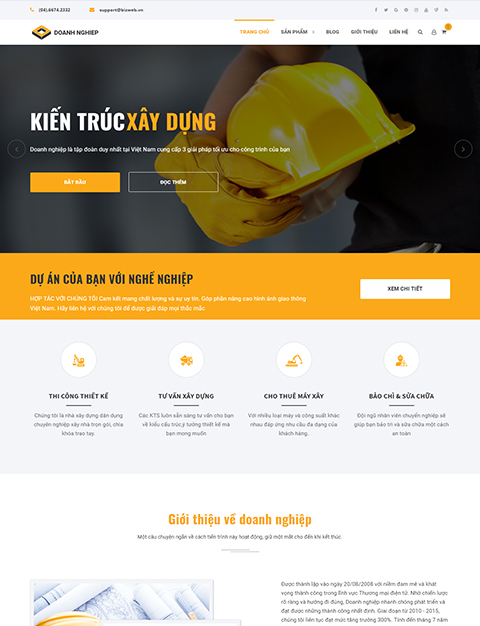 (04).6674.2332 support@bizweb.vn
DOANH NGHIEP
TRANG CHỦ SẢN PHẨM BLOG GIỚI THIỆU LIÊN HỆ
KIẾN TRÚC XÂY DỰNG
Doanh nghiệp là tập đoàn duy nhất tại Việt Nam cung cấp 3 giải pháp tối ưu cho công trình của bạn
BẮT ĐẦU ĐỌC THÊM
DỰ ÁN CỦA BẠN VỚI NGHỀ NGHIỆP
HỢP TÁC VỚI CHÚNG TÔI Cam kết mang chất lượng và sự uy tín. Góp phần nâng cao hình ảnh giao thông
Việt Nam. Hãy liên hệ với chúng tôi để được giải đáp mọi thắc mắc
XEM CHI TIẾT
THI CÔNG THIẾT KẾ
Chúng tôi là nhà xây dựng dân dụng
chuyên nghiệp xây nhà trọn gói, chìa
khóa trao tay.
TƯ VẤN XÂY DỰNG
Các KTS luôn sẵn sàng tư vấn cho bạn
về kiểu cấu trúc,ý tưởng thiết kế mà
bạn mong muốn
CHO THUÊ MÁY XÂY
Với nhiều loại máy và công suất khác
nhau đáp ứng nhu cầu đa dạng của
khách hàng.
BẢO CHÌ & SỬA CHỮA
Đội ngũ nhân viên chuyên nghiệp sẽ
giúp bạn bảo trì và sửa chữa một cách
an toàn
Giới thiệu về doanh nghiệp
Một câu chuyện ngắn về cách tiến trình này hoạt động, giữ một mắt cho đến khi kết thúc
Được thành lập vào ngày 20/08/2008 với niềm đam mê và khát
vọng thành công trong lĩnh vực Thương mại điện tử. Nhờ chiến lược
rõ ràng và hướng đi đúng, Doanh nghiệp nhanh chóng phát triển và
đạt được những thành công nhất định. Giai đoạn từ 2010 - 2015,
chúng tôi liên tục đạt mức tăng trưởng 300%. Tính đến tháng 7 năm